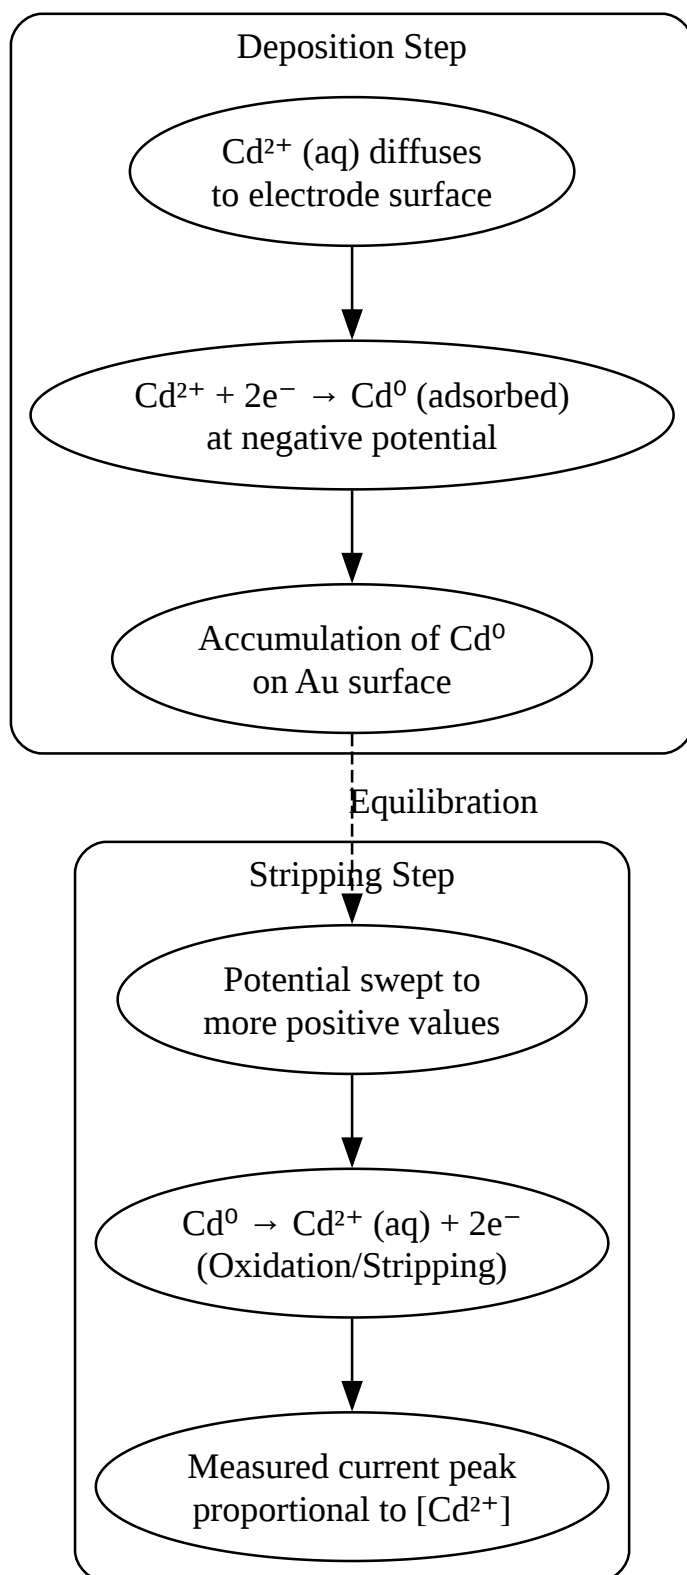 Deposition Step
Cd²⁺ (aq) diffuses
to electrode surface
Cd²⁺ + 2e⁻ → Cd⁰ (adsorbed)
at negative potential
Accumulation of Cd⁰
on Au surface
Equilibration
Stripping Step
Potential swept to
more positive values
Cd⁰ → Cd²⁺ (aq) + 2e⁻
(Oxidation/Stripping)
Measured current peak
proportional to [Cd²⁺]